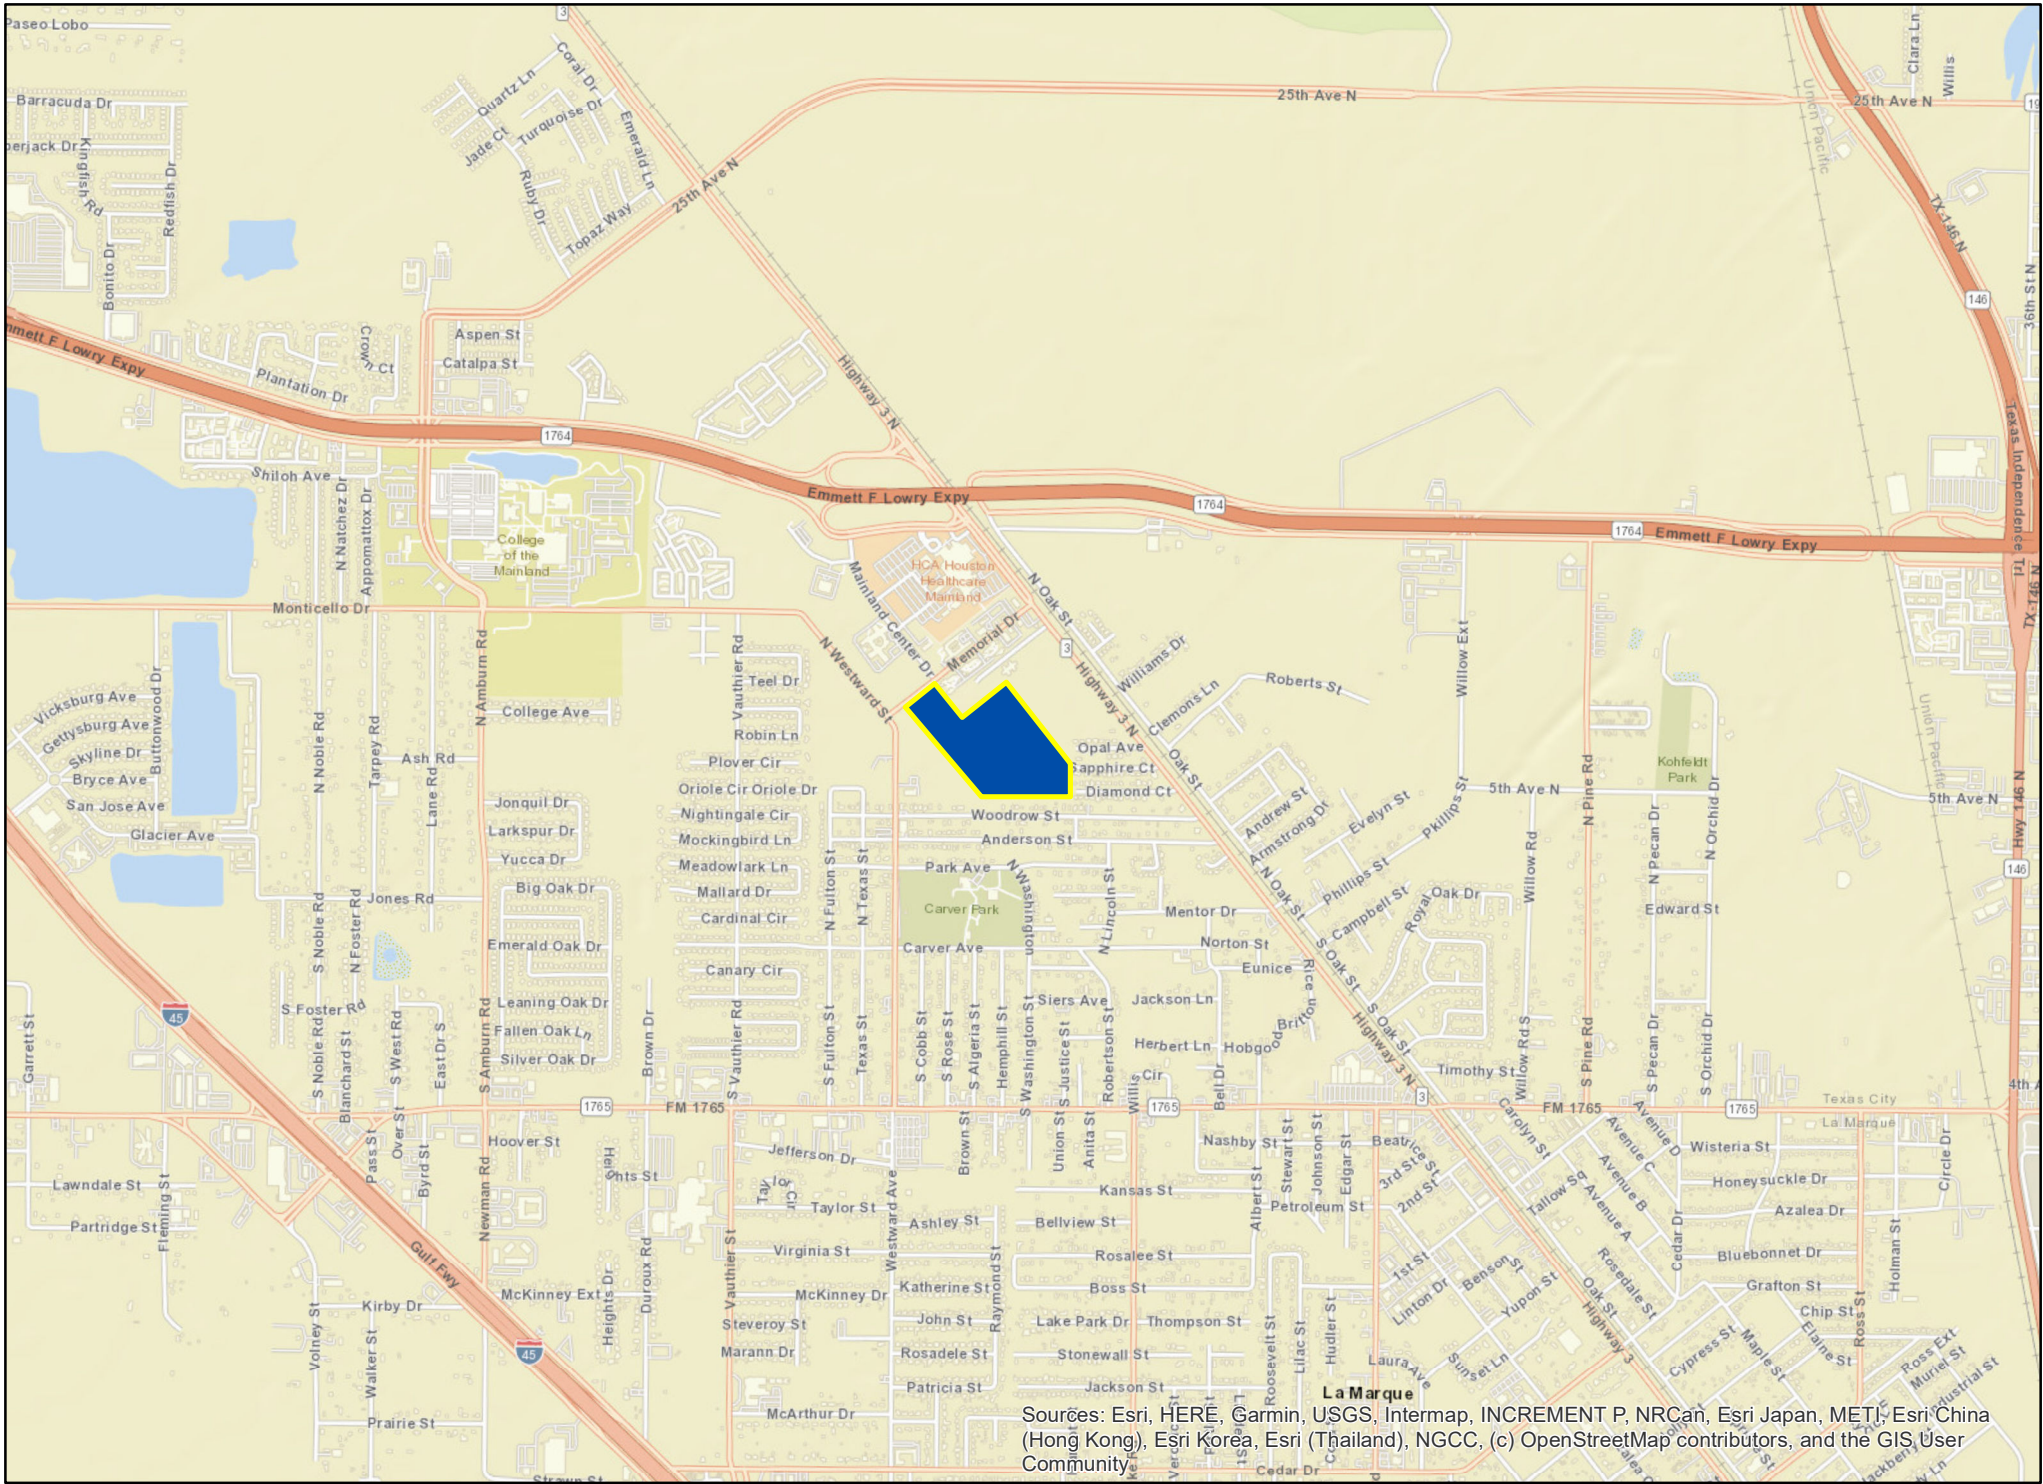 Paseo Lobo
3
Coral Dr
Clara Ln
Willis
Quartz Ln
Barracuda Dr
Turquoise Dr
Emerald Ln
25th Ave N
25th Ave N
Union Pacific
19
perjack Dr
Kingfish Rd
Jade Ct
Redfish Dr
Ruby Dr
25th Ave N
Topaz Way
TX-146 N
Bonito Dr
146
36th St N
Emmett F Lowry Expy
Crown Ct
Aspen St
Catalpa St
Plantation Dr
Highway 3 N
1764
Texas Independence Trl
Shiloh Ave
N Natchez Dr
Appomattox Dr
Emmett F Lowry Expy
1764
1764
Emmett F Lowry Expy
College
of the
Mainland
HCA Houston
Healthcare
Mainland
Mainland Center Dr
N Oak St
Monticello Dr
TX-146 N
Memorial Dr
3
N Amburn Rd
Vauthier Rd
N Westward St
Williams Dr
Willow Ext
Buttonwood Dr
Teel Dr
Highway 3 N
Clemons Ln
Roberts St
Vicksburg Ave
Gettysburg Ave
Skyline Dr
Bryce Ave
San Jose Ave
Glacier Ave
N Noble Rd
Tarpey Rd
Ash Rd
Lane Rd
College Ave
Robin Ln
Plover Cir
Oriole Cir
Oriole Dr
Opal Ave
Sapphire Ct
Diamond Ct
Oak St
Kohfeldt
Park
Union Pacific
5th Ave N
5th Ave N
N Pine Rd
Hwy 146 N
Jonquil Dr
Larkspur Dr
Yucca Dr
Nightingale Cir
Mockingbird Ln
Meadowlark Ln
Mallard Dr
Cardinal Cir
Woodrow St
Anderson St
Park Ave
Andrew St
Armstrong Dr
Evelyn St
Pkillips St
Phillips St
N Pecan Dr
N Orchid Dr
Willow Rd
146
N Fulton St
N Texas St
N Washington
N Lincoln St
Big Oak Dr
Jones Rd
S Noble Rd
N Foster Rd
Carver Park
Carver Ave
Mentor Dr
N Oak St
Campbell St
Royal Oak Dr
Edward St
Emerald Oak Dr
Norton St
Eunice
S Oak St
Canary Cir
Rice
Norton
Britton
Leaning Oak Dr
Fallen Oak Ln
Silver Oak Dr
Siers Ave
Jackson Ln
S Foster Rd
45
Garrett St
S Noble Rd
Blanchard St
S West Rd
East Dr S
S Amburn Rd
Brown Dr
S Vauthier Rd
S Fulton St
Texas St
S Cobb St
S Rose St
S Algeria St
Hemphill St
S Washington St
S Justice St
Robertson St
Herbert Ln
Hobgood
Highway 3 N
S Oak St
Timothy St
Willow Rd S
S Pine Rd
S Pecan Dr
S Orchid Dr
Willis
Cir
Bell Dr
4th A
1765
FM 1765
1765
3
FM 1765
1765
Texas City
La Marque
Over St
Pass St
Byrd St
Hoover St
Heights St
Jefferson Dr
Brown St
Union St
Anita St
Nashby St
Stewart St
Johnson St
Edgar St
Beatrice St
Carolyn St
Avenue D
Avenue C
Avenue B
Avenue A
Wisteria St
Circle Dr
Lawndale St
Partridge St
Fleming St
Newman Rd
Taylor Cir
Taylor St
Westward Ave
Ashley St
Kansas St
Bellview St
Albert St
Petroleum St
3rd St
2nd St
Tallow Sq
Honeysuckle Dr
Azalea Dr
Gulf Fwy
Virginia St
Katherine St
Raymond St
Rosalee St
Boss St
1st St
Linton Dr
Benson St
Yupon St
Cedar Dr
Rosedale St
Bluebonnet Dr
Grafton St
Holman St
McKinney Ext
Heights Dr
Duroux Rd
Vauthier St
McKinney Dr
Oak St
Chip St
Ross St
Kirby Dr
Volney St
Walker St
Steveroy St
Marann Dr
John St
Rosadele St
Lake Park Dr
Thompson St
Stonewall St
Roosevelt St
Lilac St
Hudler St
Highway 3
Cypress St
Maple St
Elaine St
Ross Ext
Muriel St
Industrial St
45
Patricia St
Jackson St
Laura Ave
Sunset Ln
La Marque
McArthur Dr
Prairie St
Strawn St
Cedar Dr
Sources: Esri, HERE, Garmin, USGS, Intermap, INCREMENT P, NRCan, Esri Japan, METI, Esri China
(Hong Kong), Esri Korea, Esri (Thailand), NGCC, (c) OpenStreetMap contributors, and the GIS User
Community